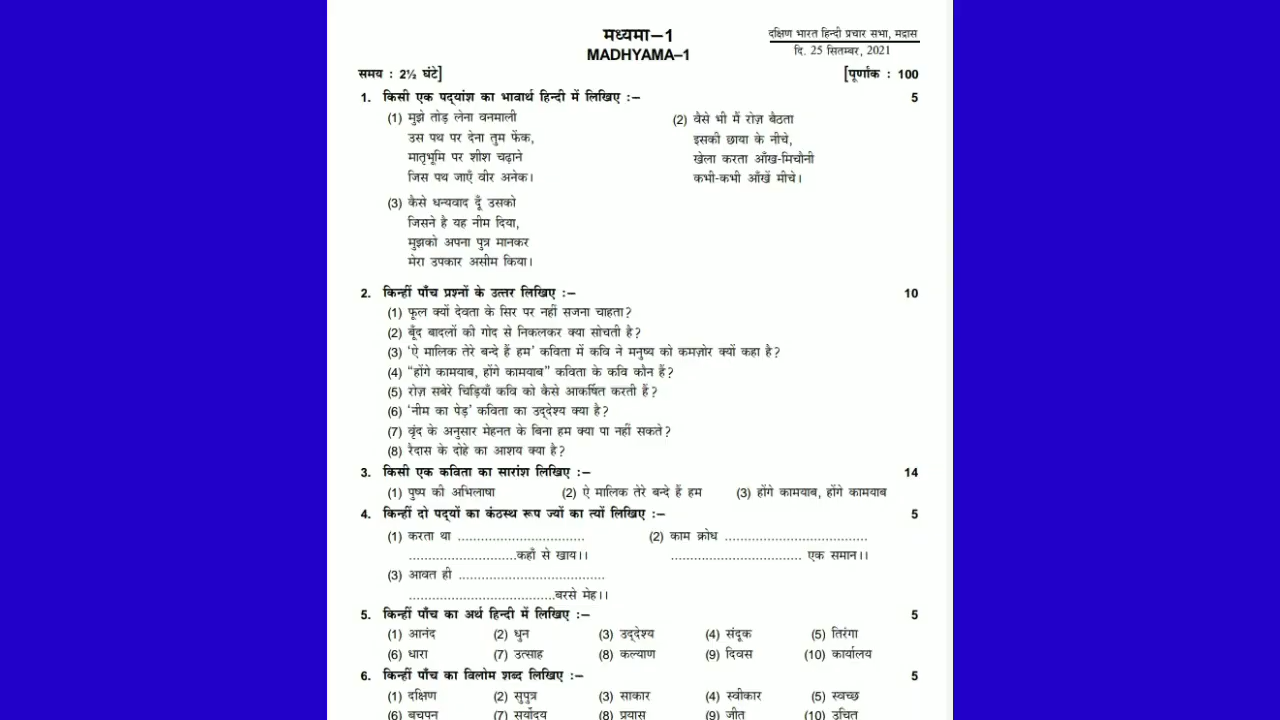 मध्यमा–1
दक्षिण भारत हिन्दी प्रचार सभा, मद्रास
MADHYAMA–1
दि. 25 सितम्बर, 2021
समय : 2½ घंटे]
[पूर्णांक : 100
1. किसी एक पद्यांश का भावार्थ हिन्दी में लिखिए :– 5
(1) मुझे तोड़ लेना वनमाली
उस पथ पर देना तुम फेंक,
मातृभूमि पर शीश चढ़ाने
जिस पथ जाएँ वीर अनेक।
(2) वैसे भी मैं रोज़ बैठता
इसकी छाया के नीचे,
खेला करता आँख-मिचौनी
कभी-कभी आँखें मीचे।
(3) कैसे धन्यवाद दूँ उसको
जिसने है यह नीम दिया,
मुझको अपना पुत्र मानकर
मेरा उपकार असीम किया।
2. किन्हीं पाँच प्रश्नों के उत्तर लिखिए :– 10
(1) फूल क्यों देवता के सिर पर नहीं सजना चाहता?
(2) बूँद बादलों की गोद से निकलकर क्या सोचती है?
(3) ‘ऐ मालिक तेरे बन्दे हैं हम’ कविता में कवि ने मनुष्य को कमज़ोर क्यों कहा है?
(4) “होंगे कामयाब, होंगे कामयाब” कविता के कवि कौन हैं?
(5) रोज़ सबेरे चिड़ियाँ कवि को कैसे आकर्षित करती हैं?
(6) ‘नीम का पेड़’ कविता का उद्देश्य क्या है?
(7) वृंद के अनुसार मेहनत के बिना हम क्या पा नहीं सकते?
(8) रैदास के दोहे का आशय क्या है?
3. किसी एक कविता का सारांश लिखिए :– 14
(1) पुष्प की अभिलाषा (2) ऐ मालिक तेरे बन्दे हैं हम (3) होंगे कामयाब, होंगे कामयाब
4. किन्हीं दो पद्यों का कंठस्थ रूप ज्यों का त्यों लिखिए :– 5
(1) करता था ................................. (2) काम क्रोध .....................................
............................कहाँ से खाय।। .................................. एक समान।।
(3) आवत ही ......................................
.....................................बरसे मेह।।
5. किन्हीं पाँच का अर्थ हिन्दी में लिखिए :– 5
(1) आनंद (2) धुन (3) उद्देश्य (4) संदूक (5) तिरंगा
(6) धारा (7) उत्साह (8) कल्याण (9) दिवस (10) कार्यालय
6. किन्हीं पाँच का विलोम शब्द लिखिए :– 5
(1) दक्षिण (2) सुपुत्र (3) साकार (4) स्वीकार (5) स्वच्छ
(6) बचपन (7) सूर्योदय (8) प्रयास (9) जीत (10) उचित